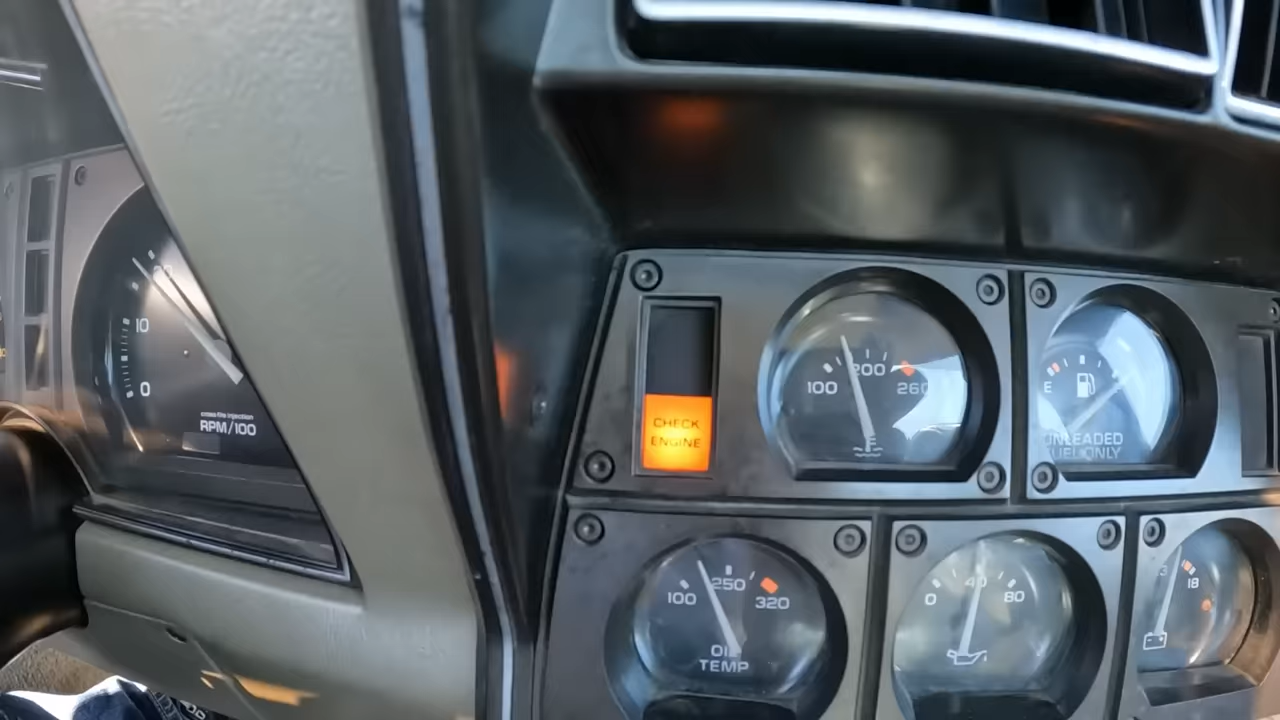 10
0
cross-fire injection
RPM/100
CHECK
ENGINE
100
200
260
E
UNLEADED
FUEL ONLY
100
250
320
OIL
TEMP
0
40
80
18